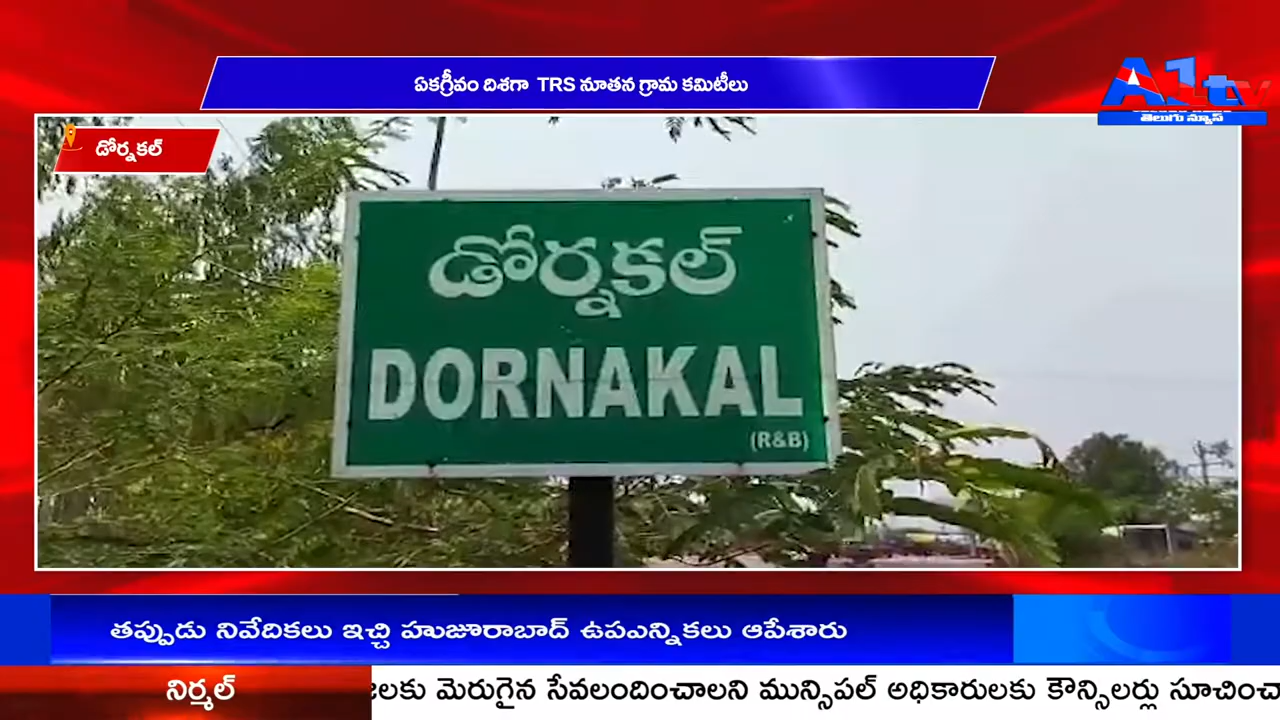 ఏకగ్రీవం దిశగా TRS నూతన గ్రామ కమిటీలు
A1tv
తెలుగు న్యూస్
డోర్నకల్
డోర్నకల్
DORNAKAL
(R&B)
తప్పుడు నివేదికలు ఇచ్చి హుజూరాబాద్ ఉపఎన్నికలు ఆపేశారు
నిర్మల్
మెరుగైన సేవలందించాలని మున్సిపల్ అధికారులకు కౌన్సిలర్లు